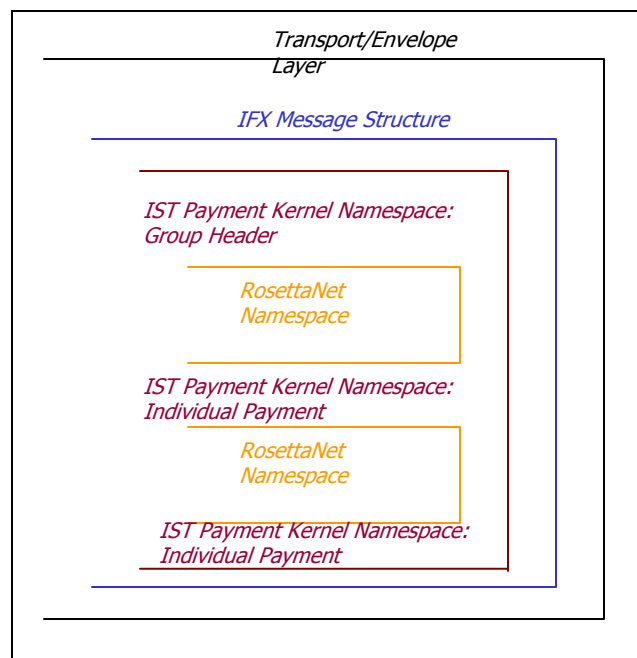 Transport/Envelope
Layer
IFX Message Structure
IST Payment Kernel Namespace:
Group Header
RosettaNet
Namespace
IST Payment Kernel Namespace:
Individual Payment
RosettaNet
Namespace
IST Payment Kernel Namespace:
Individual Payment